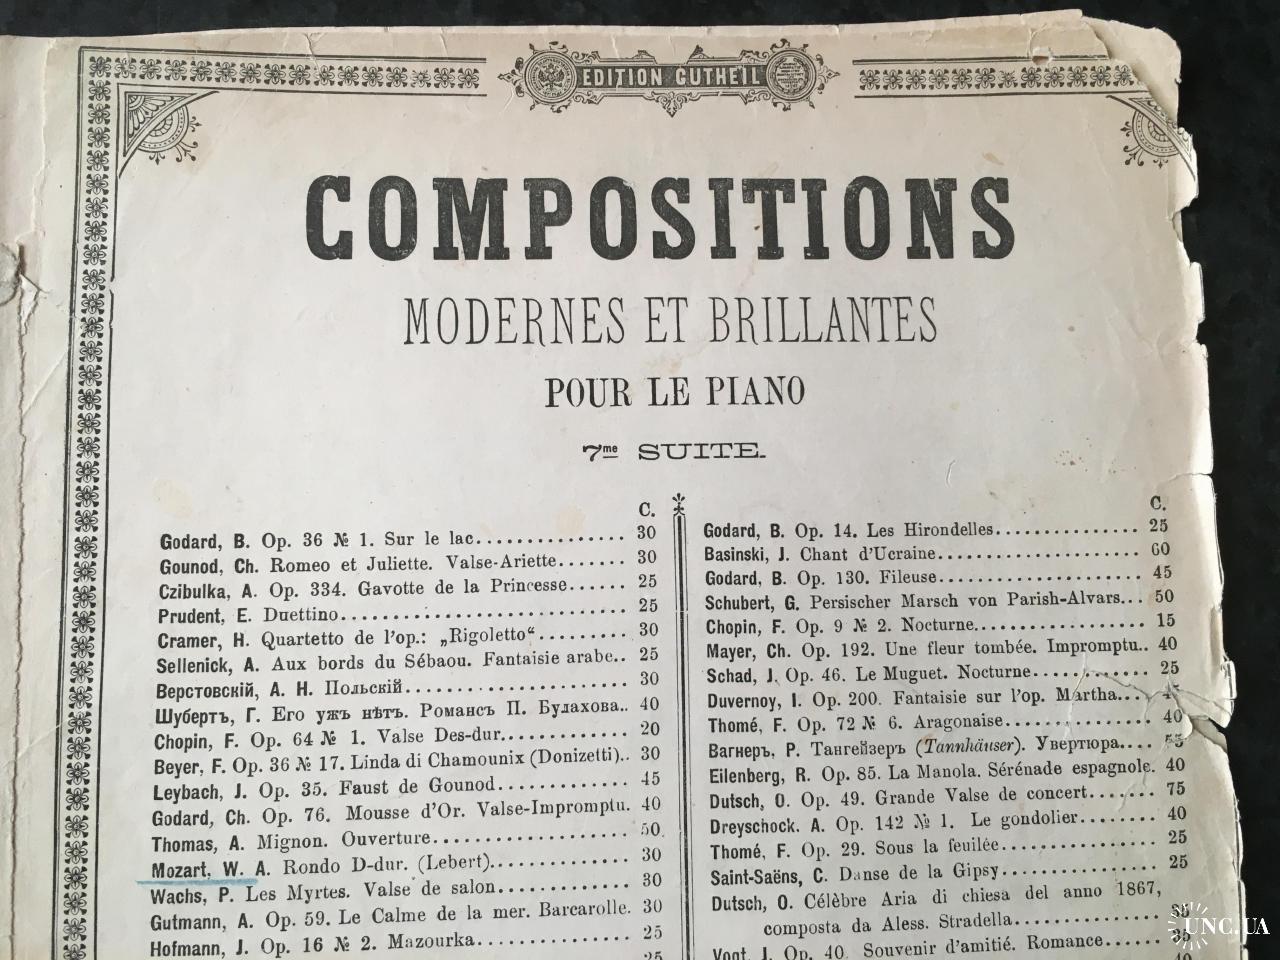 EDITION GUTHEIL
COMPOSITIONS
MODERNES ET BRILLANTES
POUR LE PIANO
7me SUITE.
C.
Godard, B. Op. 36 № 1. Sur le lac............... 30
Gounod, Ch. Romeo et Juliette. Valse-Ariette....... 30
Czibulka, A. Op. 334. Gavotte de la Princesse...... 25
Prudent, E. Duettino......................... 25
Cramer, H. Quartetto de l'op.: „Rigoletto“......... 30
Sellenick, A. Aux bords du Sébaou. Fantaisie arabe.. 25
Верстовскій, А. Н. Польскій.................... 30
Шубертъ, Г. Его ужъ нѣтъ. Романсъ П. Булахова.. 40
Chopin, F. Op. 64 № 1. Valse Des-dur............ 20
Beyer, F. Op. 36 № 17. Linda di Chamounix (Donizetti).. 30
Leybach, J. Op. 35. Faust de Gounod............ 45
Godard, Ch. Op. 76. Mousse d'Or. Valse-Impromptu. 40
Thomas, A. Mignon. Ouverture................. 50.
Mozart, W. A. Rondo D-dur. (Lebert)............. 30
Wachs, P. Les Myrtes. Valse de salon............ 30
Gutmann, A. Op. 59. Le Calme de la mer. Barcarolle. 30
Hofmann, J. Op. 16 № 2. Mazourka.............. 25
25
C.
Godard, B. Op. 14. Les Hirondelles.............. 25
Basinski, J. Chant d'Ucraine.................... 60
Godard, B. Op. 130. Fileuse.................... 45
Schubert, G. Persischer Marsch von Parish-Alvars... 50
Chopin, F. Op. 9 № 2. Nocturne................. 15
Mayer, Ch. Op. 192. Une fleur tombée. Impromptu.. 40
Schad, J. Op. 46. Le Muguet. Nocturne........... 25
Duvernoy, I. Op. 200. Fantaisie sur l'op. Martha...
Thomé, F. Op. 72 № 6. Aragonaise.............. 40
Вагнеръ, Р. Тангейзеръ (Tannhäuser). Увертюра.... 55
Eilenberg, R. Op. 85. La Manola. Sérénade espagnole. 40
Dutsch, O. Op. 49. Grande Valse de concert....... 75
Dreyschock. A. Op. 142 № 1. Le gondolier......... 40
Thomé, F. Op. 29. Sous la feuilée............... 25
Saint-Saëns, C. Danse de la Gipsy............... 25
Dutsch, O. Célèbre Aria di chiesa del anno 1867,
composta da Aless. Stradella................
Vogt, J. Op. 40. Souvenir d'amitié. Romance...... 35
40
UNC.UA